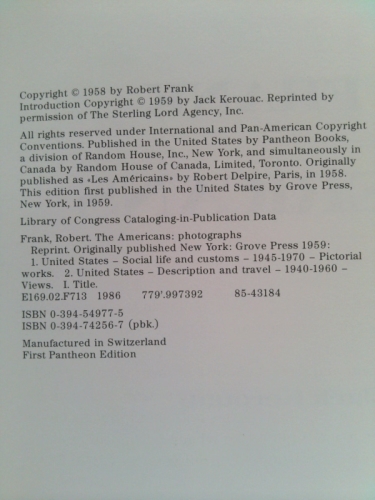 Copyright © 1958 by Robert Frank
Introduction Copyright © 1959 by Jack Kerouac. Reprinted by
permission of The Sterling Lord Agency, Inc.
All rights reserved under International and Pan-American Copyright
Conventions. Published in the United States by Pantheon Books,
a division of Random House, Inc., New York, and simultaneously in
Canada by Random House of Canada, Limited, Toronto. Originally
published as «Les Américains» by Robert Delpire, Paris, in 1958.
This edition first published in the United States by Grove Press,
New York, in 1959.
Library of Congress Cataloging-in-Publication Data
Frank, Robert. The Americans: photographs
Reprint. Originally published New York: Grove Press 1959:
1. United States – Social life and customs – 1945-1970 – Pictorial
works. 2. United States – Description and travel – 1940-1960 –
Views. I. Title.
E169.02.F713 1986 779'.997392 85-43184
ISBN 0-394-54977-5
ISBN 0-394-74256-7 (pbk.)
Manufactured in Switzerland
First Pantheon Edition